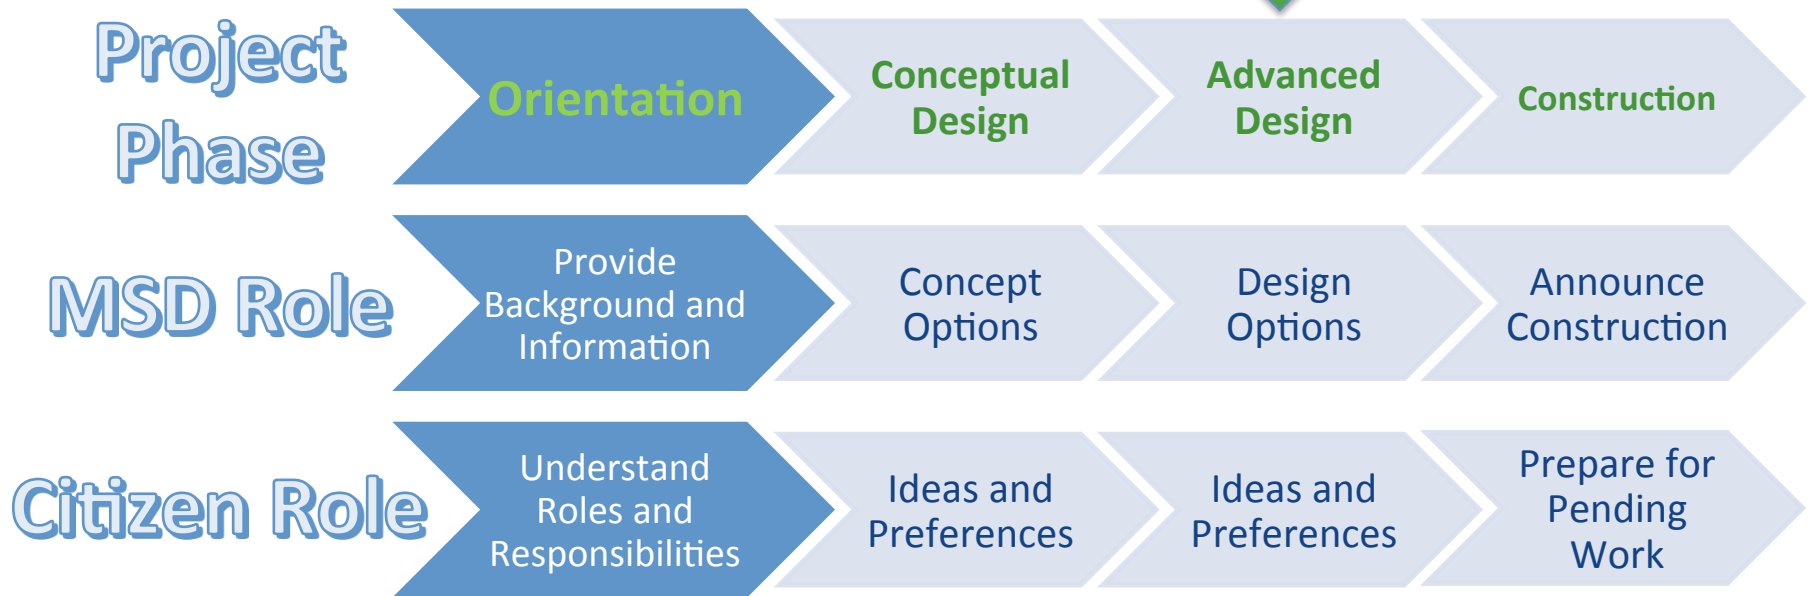 Project
Phase
Orientation
Conceptual
Design
Advanced
Design
Construction
MSD Role
Provide
Background and
Information
Concept
Options
Design
Options
Announce
Construction
Citizen Role
Understand
Roles and
Responsibilities
Ideas and
Preferences
Ideas and
Preferences
Prepare for
Pending
Work